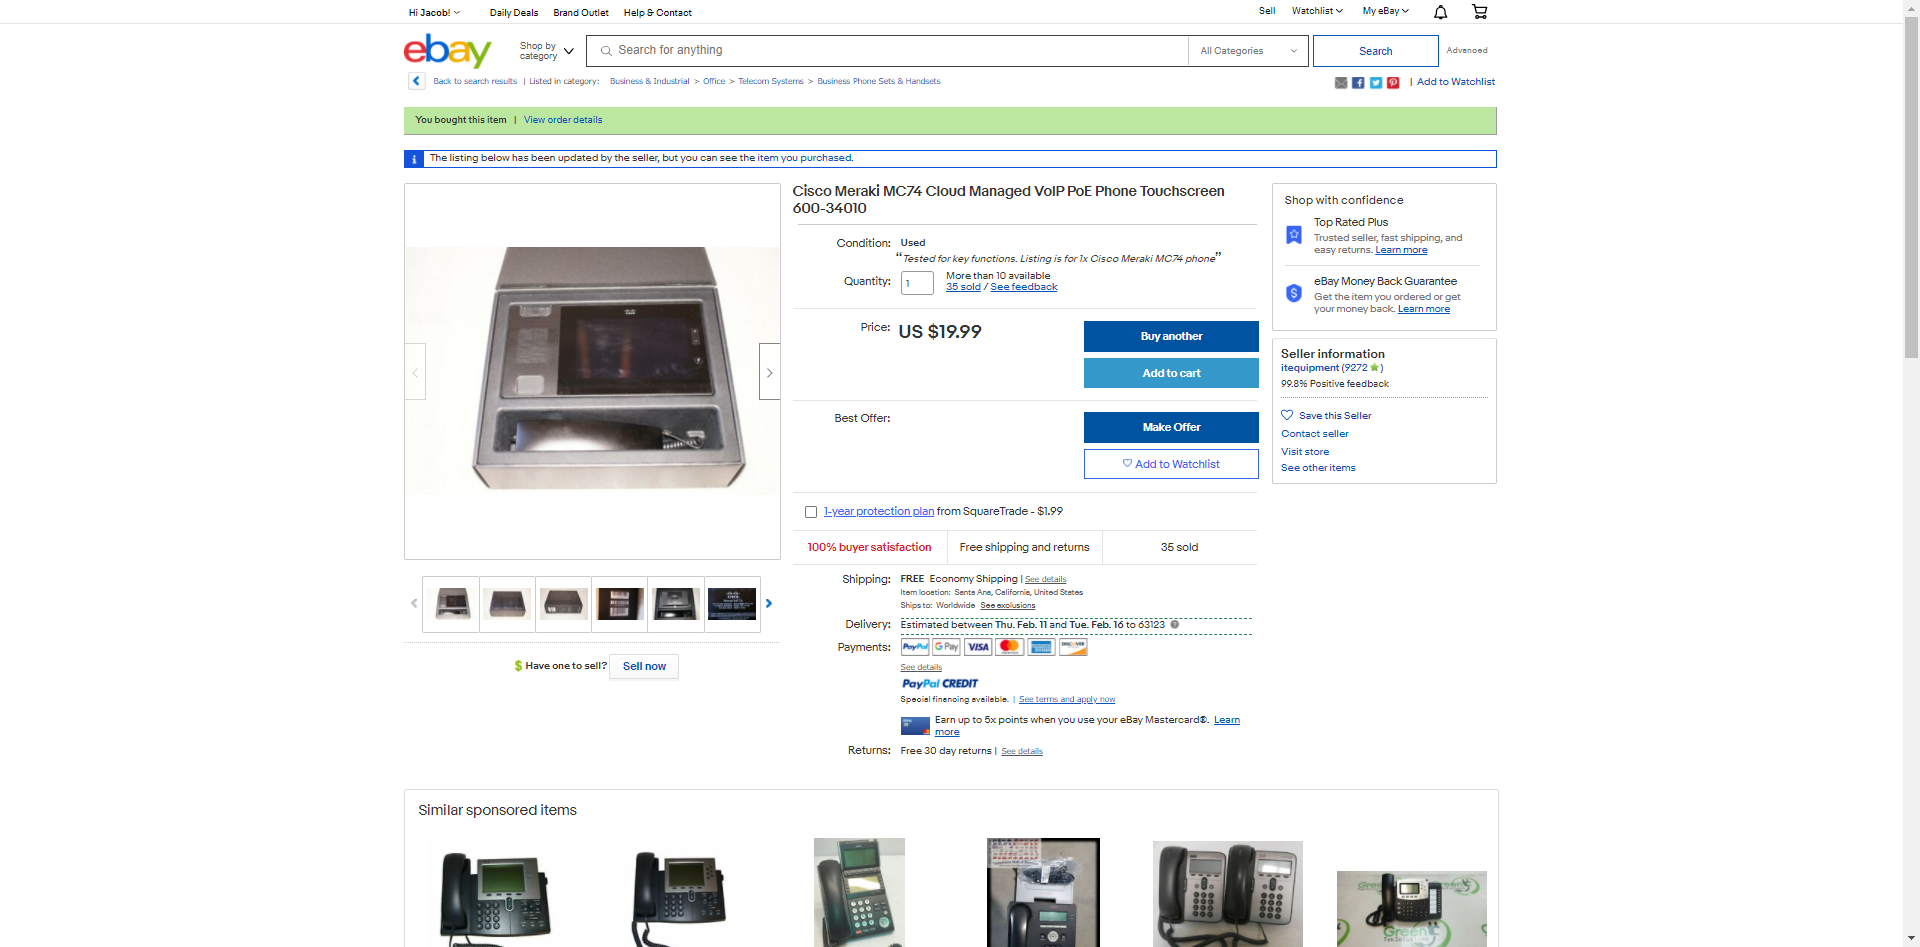 Hi Jacob!
Daily Deals
Brand Outlet
Help & Contact
Sell
Watchlist
My eBay
ebay
Shop by category
Search for anything
All Categories
Search
Advanced
Back to search results | Listed in category: Business & Industrial > Office > Telecom Systems > Business Phone Sets & Handsets
| Add to Watchlist
You bought this item | View order details
The listing below has been updated by the seller, but you can see the item you purchased.
Cisco Meraki MC74 Cloud Managed VoIP PoE Phone Touchscreen
600-34010
Condition: Used
“Tested for key functions. Listing is for 1x Cisco Meraki MC74 phone”
Quantity: 1
More than 10 available
35 sold / See feedback
Price: US $19.99
Buy another
Add to cart
Best Offer:
Make Offer
Add to Watchlist
1-year protection plan from SquareTrade - $1.99
100% buyer satisfaction
Free shipping and returns
35 sold
Shipping: FREE Economy Shipping | See details
Item location: Santa Ana, California, United States
Ships to: Worldwide See exclusions
Delivery: Estimated between Thu. Feb. 11 and Tue. Feb. 16 to 63123
Payments: PayPal G Pay VISA
DISCOVER
See details
PayPal CREDIT
Special financing available. | See terms and apply now
Earn up to 5x points when you use your eBay Mastercard®. Learn
more
Returns: Free 30 day returns | See details
Shop with confidence
Top Rated Plus
Trusted seller, fast shipping, and
easy returns. Learn more
eBay Money Back Guarantee
Get the item you ordered or get
your money back. Learn more
Seller information
itequipment (9272 )
99.8% Positive feedback
Save this Seller
Contact seller
Visit store
See other items
$ Have one to sell? Sell now
Similar sponsored items